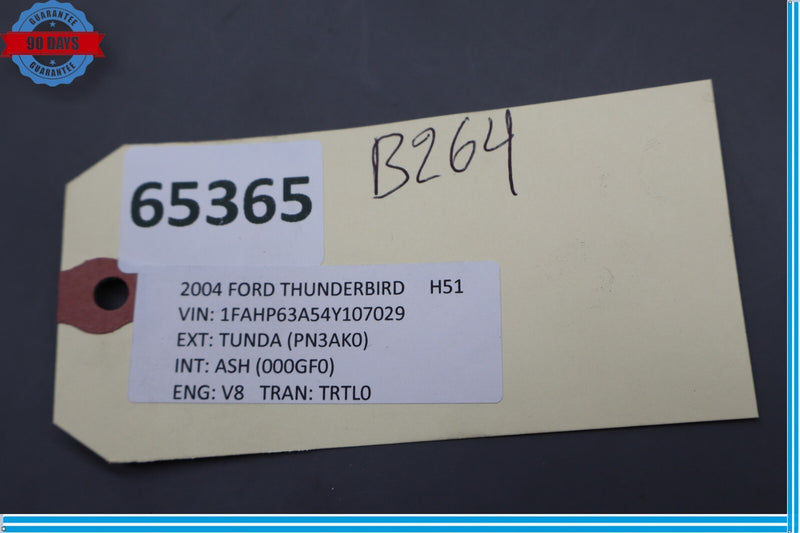 GUARANTEE
90 DAYS
GUARANTEE
B264
65365
2004 FORD THUNDERBIRD H51
VIN: 1FAHP63A54Y107029
EXT: TUNDA (PN3AK0)
INT: ASH (000GF0)
ENG: V8 TRAN: TRTL0